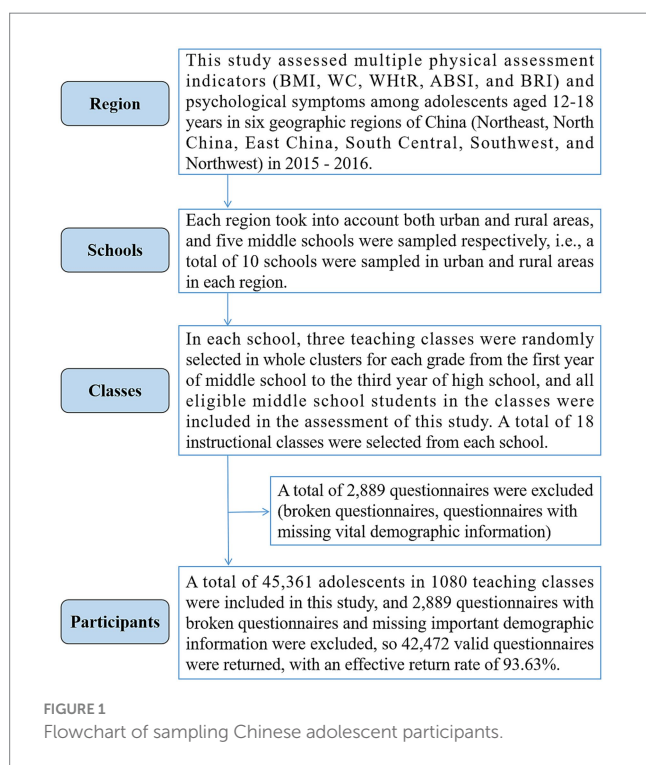 Region
This study assessed multiple physical assessment
indicators (BMI, WC, WHtR, ABSI, and BRI) and
psychological symptoms among adolescents aged 12-18
years in six geographic regions of China (Northeast, North
China, East China, South Central, Southwest, and
Northwest) in 2015 - 2016.
Schools
Each region took into account both urban and rural areas,
and five middle schools were sampled respectively, i.e., a
total of 10 schools were sampled in urban and rural areas
in each region.
Classes
In each school, three teaching classes were randomly
selected in whole clusters for each grade from the first year
of middle school to the third year of high school, and all
eligible middle school students in the classes were
included in the assessment of this study. A total of 18
instructional classes were selected from each school.
A total of 2,889 questionnaires were excluded
(broken questionnaires, questionnaires with
missing vital demographic information)
Participants
A total of 45,361 adolescents in 1080 teaching classes
were included in this study, and 2,889 questionnaires with
broken questionnaires and missing important demographic
information were excluded, so 42,472 valid questionnaires
were returned, with an effective return rate of 93.63%.
FIGURE 1
Flowchart of sampling Chinese adolescent participants.